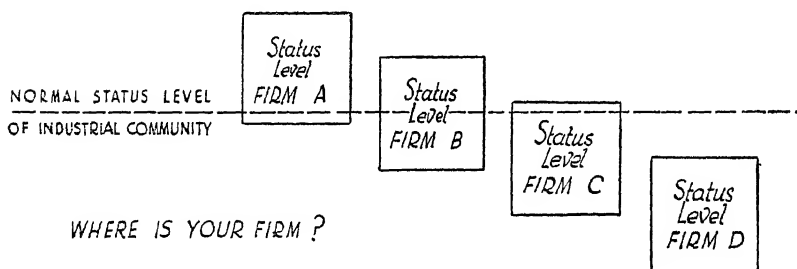 Status
Level
FIRM A
NORMAL STATUS LEVEL
OF INDUSTRIAL COMMUNITY
Status
Level
FIRM B
Status
Level
FIRM C
Status
Level
FIRM D
WHERE IS YOUR FIRM?